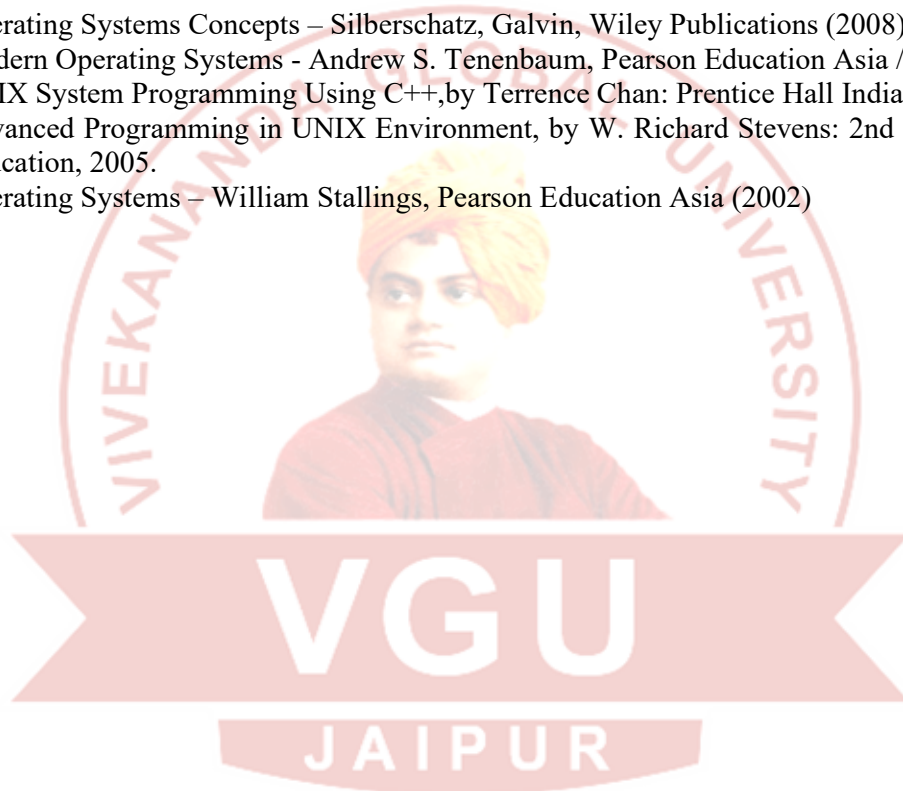 erating Systems Concepts – Silberschatz, Galvin, Wiley Publications (2008)
dern Operating Systems - Andrew S. Tenenbaum, Pearson Education Asia /
IX System Programming Using C++,by Terrence Chan: Prentice Hall India
vanced Programming in UNIX Environment, by W. Richard Stevens: 2nd
ucation, 2005.
erating Systems – William Stallings, Pearson Education Asia (2002)
VIVEKANANDA GLOBAL UNIVERSITY
VGU
JAIPUR